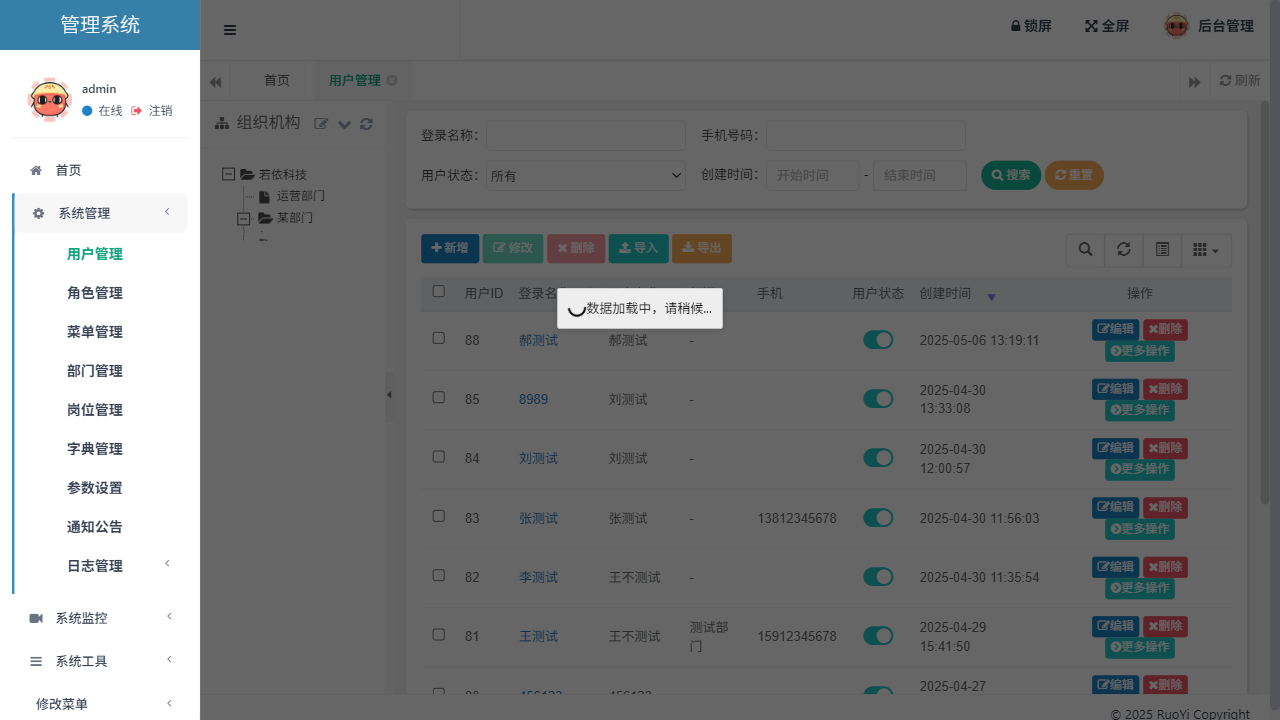 管理系统
锁屏
全屏
后台管理
admin
在线
注销
首页
用户管理
刷新
首页
系统管理
用户管理
角色管理
菜单管理
部门管理
岗位管理
字典管理
参数设置
通知公告
日志管理
系统监控
系统工具
修改菜单
组织机构
若依科技
运营部门
某部门
登录名称：
手机号码：
用户状态： 所有
创建时间： 开始时间 - 结束时间
搜索 重置
新增 修改 删除 导入 导出
用户ID 手机 用户状态 创建时间 操作
数据加载中，请稍候...
88 郝测试 郝测试 - 2025-05-06 13:19:11 编辑 删除
更多操作
85 8989 刘测试 - 2025-04-30 13:33:08 编辑 删除
更多操作
84 刘测试 刘测试 - 2025-04-30 12:00:57 编辑 删除
更多操作
83 张测试 张测试 - 13812345678 2025-04-30 11:56:03 编辑 删除
更多操作
82 李测试 王不测试 - 2025-04-30 11:35:54 编辑 删除
更多操作
81 王测试 王不测试 测试部门 15912345678 2025-04-29 15:41:50 编辑 删除
更多操作
2025-04-27 编辑 删除
© 2025 RuoYi Copyright